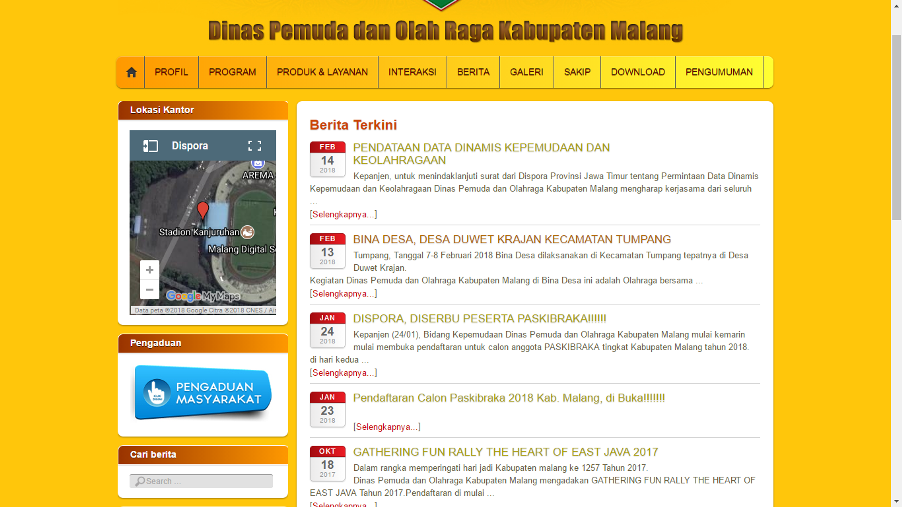 Dinas Pemuda dan Olah Raga Kabupaten Malang
PROFIL
PROGRAM
PRODUK & LAYANAN
INTERAKSI
BERITA
GALERI
SAKIP
DOWNLOAD
PENGUMUMAN
Lokasi Kantor
Dispora
AREMA
Stadion Kanjuruhan
Malang Digital
+
−
Google My Maps
Data peta ©2018 Google Citra ©2018 CNES /
Pengaduan
PENGADUAN
MASYARAKAT
Cari berita
Search ...
Berita Terkini
FEB
14
2018
PENDATAAN DATA DINAMIS KEPEMUDAAN DAN
KEOLAHRAGAAN
Kepanjen, untuk menindaklanjuti surat dari Dispora Provinsi Jawa Timur tentang Permintaan Data Dinamis
Kepemudaan dan Keolahragaan Dinas Pemuda dan Olahraga Kabupaten Malang mengharap kerjasama dari seluruh
...
[Selengkapnya...]
FEB
13
2018
BINA DESA, DESA DUWET KRAJAN KECAMATAN TUMPANG
Tumpang, Tanggal 7-8 Februari 2018 Bina Desa dilaksanakan di Kecamatan Tumpang tepatnya di Desa
Duwet Krajan.
Kegiatan Dinas Pemuda dan Olahraga Kabupaten Malang di Bina Desa ini adalah Olahraga bersama ...
[Selengkapnya...]
JAN
24
2018
DISPORA, DISERBU PESERTA PASKIBRAKA!!!!!!
Kepanjen (24/01), Bidang Kepemudaan Dinas Pemuda dan Olahraga Kabupaten Malang mulai kemarin
mulai membuka pendaftaran untuk calon anggota PASKIBRAKA tingkat Kabupaten Malang tahun 2018.
di hari kedua ...
[Selengkapnya...]
JAN
23
2018
Pendaftaran Calon Paskibraka 2018 Kab. Malang, di Buka!!!!!!!
[Selengkapnya...]
OKT
18
2017
GATHERING FUN RALLY THE HEART OF EAST JAVA 2017
Dalam rangka memperingati hari jadi Kabupaten malang ke 1257 Tahun 2017.
Dinas Pemuda dan Olahraga Kabupaten Malang mengadakan GATHERING FUN RALLY THE HEART OF
EAST JAVA Tahun 2017.Pendaftaran di mulai ...
[Selengkapnya...]